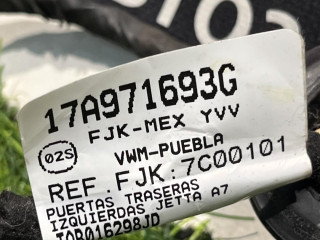 17A971693G
FJK-MEX YVV
02S
VWM-PUEBLA
REF.FJK:7C00101
PUERTAS TRASERAS
IZQUIERDAS JETTA A7